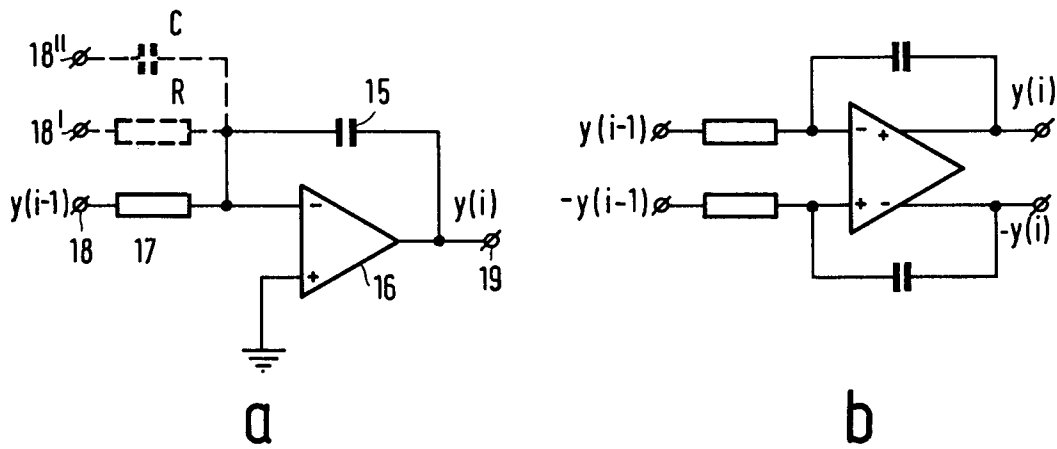 C
18"
R
15
18'
y(i-1)
y(i)
18
17
-
+
16
19
a
y(i-1)
y(i)
- +
-y(i-1)
+ -
-y(i)
b